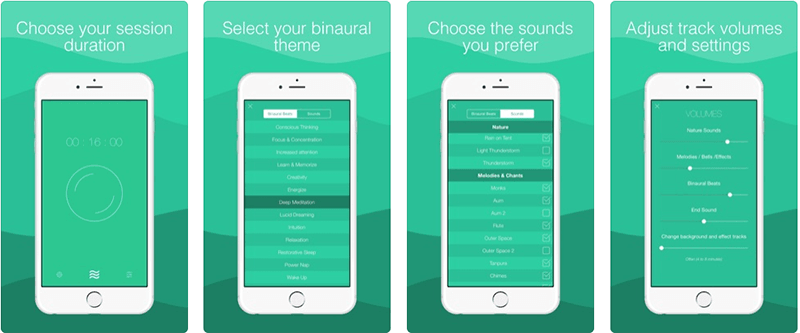 Choose your session
duration
00 : 16 : 00
Select your binaural
theme
Binaural Beats
Sounds
Conscious Thinking
Focus & Concentration
Increased attention
Learn & Memorize
Creativity
Energize
Deep Meditation
Lucid Dreaming
Intuition
Relaxation
Restorative Sleep
Power Nap
Wake Up
Choose the sounds
you prefer
Binaural Beats
Sounds
Nature
Rain on Tent
Light Thunderstorm
Thunderstorm
Melodies & Chants
Monks
Aum
Aum 2
Flute
Outer Space
Outer Space 2
Tanpura
Chimes
Adjust track volumes
and settings
VOLUMES
Nature Sounds
Melodies / Bells /Effects
Binaural Beats
End Sound
Change background and effect tracks